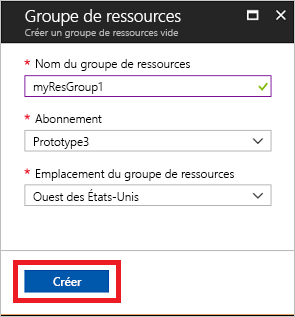 Groupe de ressources
Créer un groupe de ressources vide
* Nom du groupe de ressources
myResGroup1
* Abonnement
Prototype3
* Emplacement du groupe de ressources
Ouest des États-Unis
Créer